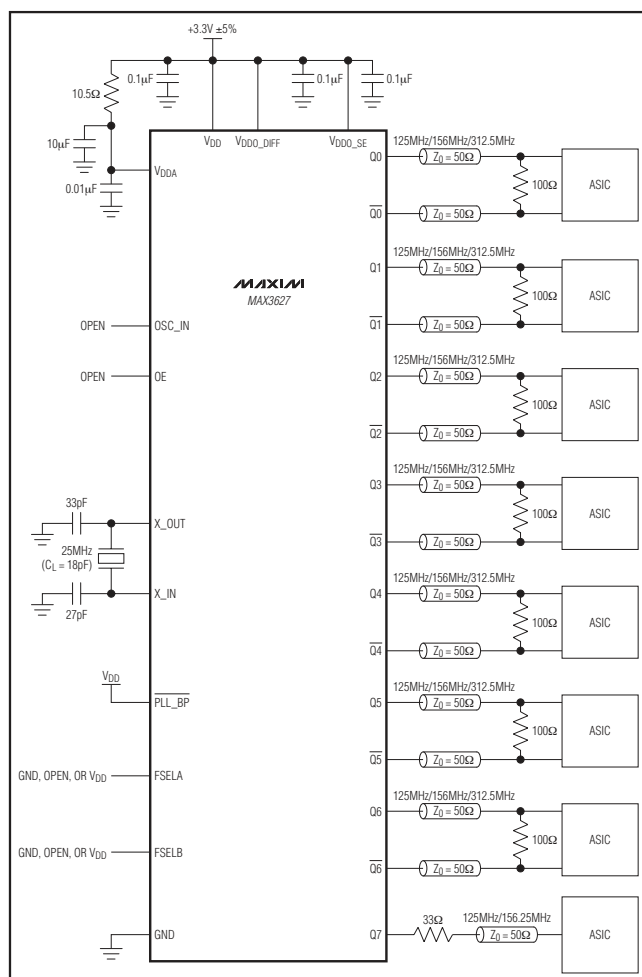 +3.3V ±5%
0.1µF
0.1µF
0.1µF
10.5Ω
10µF
0.01µF
VDD
VDDO_DIFF
VDDO_SE
VDDA
MAXIM
MAX3627
OPEN
OSC_IN
OPEN
OE
33pF
X_OUT
25MHz
(CL = 18pF)
X_IN
27pF
VDD
PLL_BP
GND, OPEN, OR VDD
FSELA
GND, OPEN, OR VDD
FSELB
GND
125MHz/156MHz/312.5MHz
Q0
Z0 = 50Ω
100Ω
ASIC
Q0
Z0 = 50Ω
125MHz/156MHz/312.5MHz
Q1
Z0 = 50Ω
100Ω
ASIC
Q1
Z0 = 50Ω
125MHz/156MHz/312.5MHz
Q2
Z0 = 50Ω
100Ω
ASIC
Q2
Z0 = 50Ω
125MHz/156MHz/312.5MHz
Q3
Z0 = 50Ω
100Ω
ASIC
Q3
Z0 = 50Ω
125MHz/156MHz/312.5MHz
Q4
Z0 = 50Ω
100Ω
ASIC
Q4
Z0 = 50Ω
125MHz/156MHz/312.5MHz
Q5
Z0 = 50Ω
100Ω
ASIC
Q5
Z0 = 50Ω
125MHz/156MHz/312.5MHz
Q6
Z0 = 50Ω
100Ω
ASIC
Q6
Z0 = 50Ω
33Ω
125MHz/156.25MHz
Q7
Z0 = 50Ω
ASIC